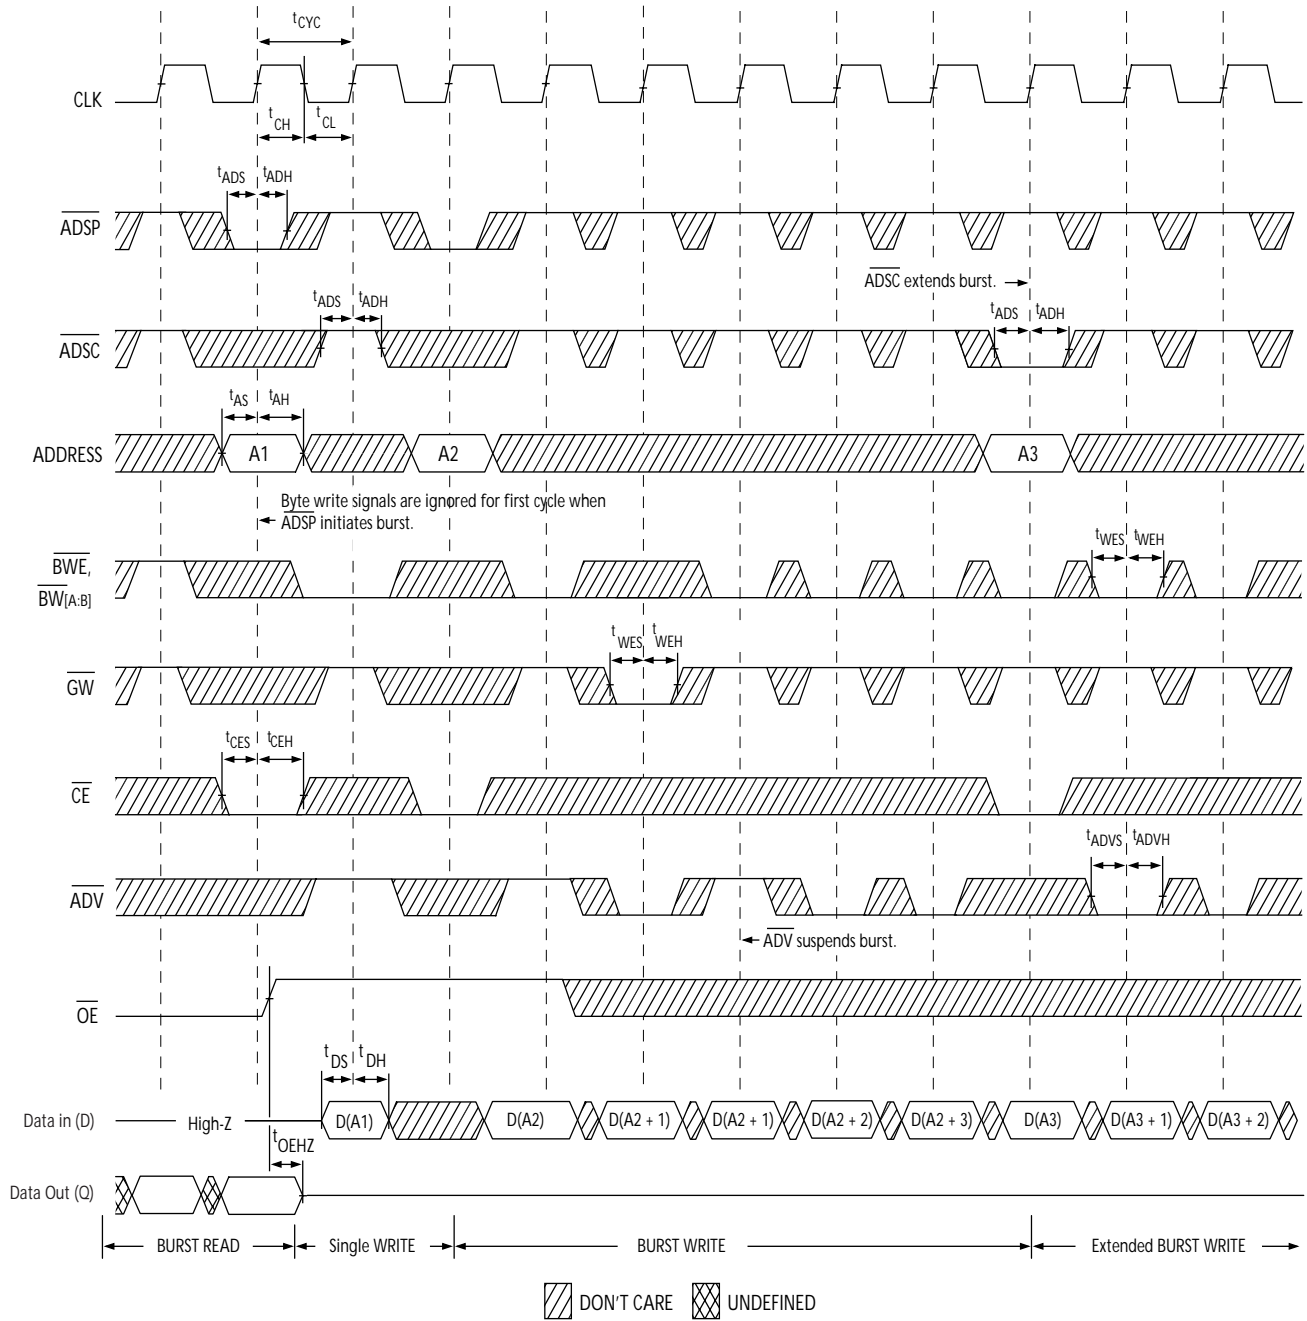 tCYC
CLK
tCH
tCL
tADS
tADH
ADSP
ADSC extends burst.
tADS
tADH
tADS
tADH
ADSC
tAS
tAH
ADDRESS
A1
A2
A3
Byte write signals are ignored for first cycle when
ADSP initiates burst.
tWES
tWEH
BWE,
BW[A:B]
tWES
tWEH
GW
tCES
tCEH
CE
tADVS
tADVH
ADV
ADV suspends burst.
OE
tDS
tDH
Data in (D)
High-Z
D(A1)
D(A2)
D(A2 + 1)
D(A2 + 1)
D(A2 + 2)
D(A2 + 3)
D(A3)
D(A3 + 1)
D(A3 + 2)
tOEHZ
Data Out (Q)
BURST READ
Single WRITE
BURST WRITE
Extended BURST WRITE
DON'T CARE
UNDEFINED